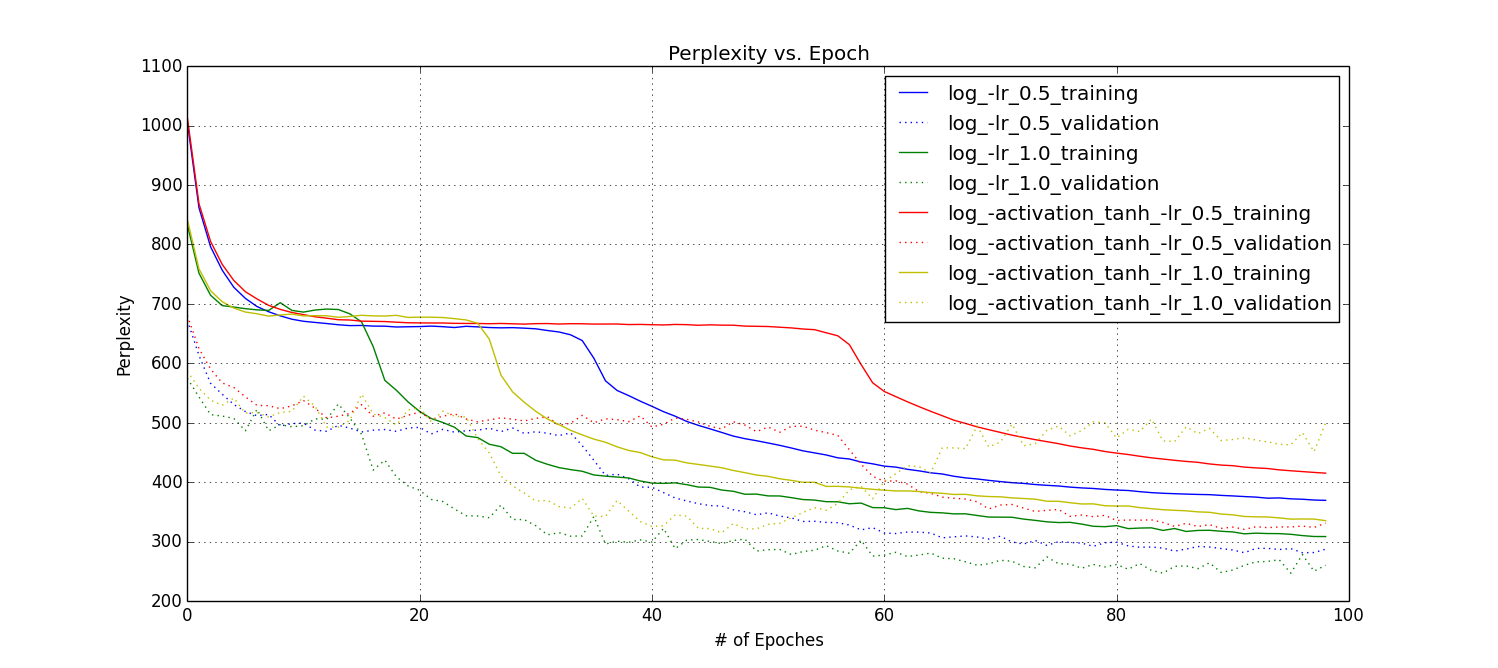 Perplexity vs. Epoch
1100
1000
900
800
700
600
500
400
300
200
Perplexity
0
20
40
60
80
100
# of Epoches
log_-lr_0.5_training
log_-lr_0.5_validation
log_-lr_1.0_training
log_-lr_1.0_validation
log_-activation_tanh_-lr_0.5_training
log_-activation_tanh_-lr_0.5_validation
log_-activation_tanh_-lr_1.0_training
log_-activation_tanh_-lr_1.0_validation